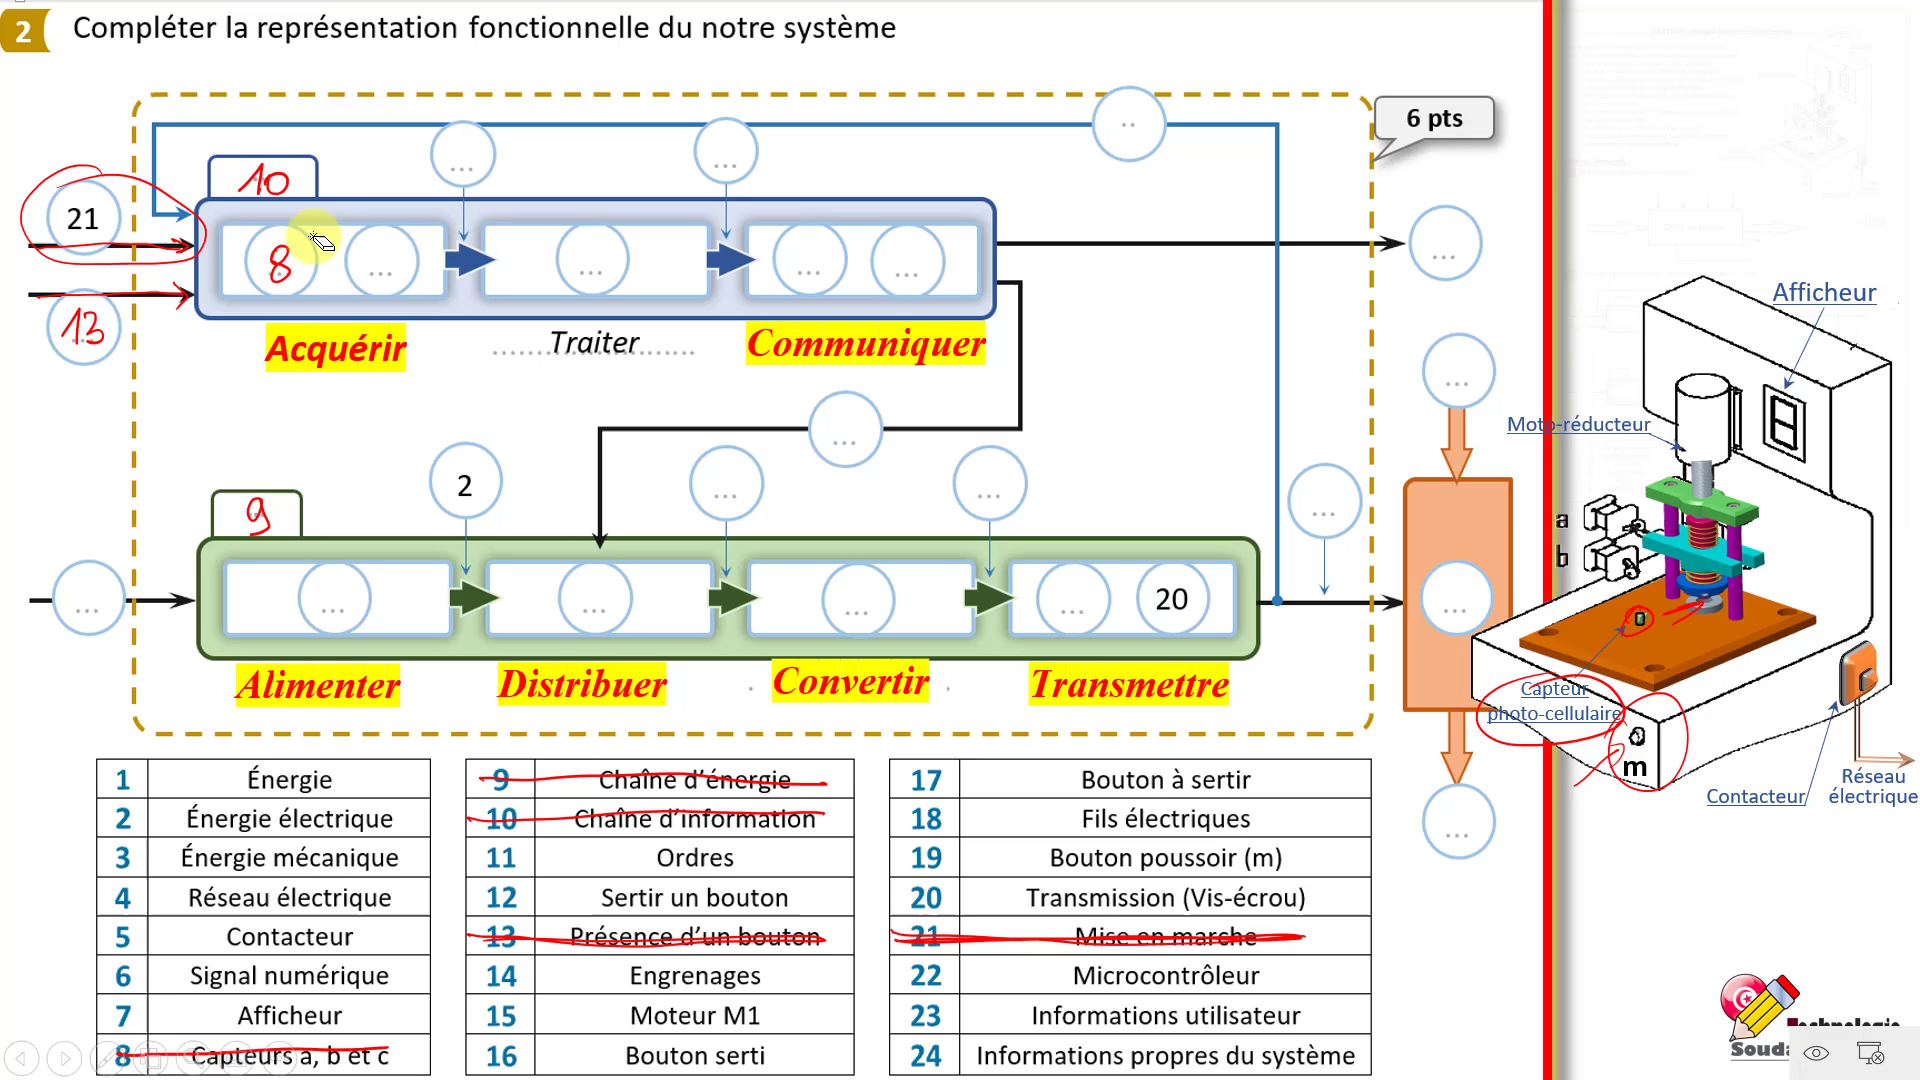 2 Compléter la représentation fonctionnelle du notre système
6 pts
..
...
...
21
10
8
...
...
...
...
...
13
Acquérir
Traiter
Communiquer
Afficheur
...
Moto-réducteur
...
2
...
...
...
a
9
b
...
...
...
...
...
20
...
Alimenter
Distribuer
Convertir
Transmettre
Capteur
photo-cellulaire
m
Réseau
électrique
Contacteur
...
1 Énergie
2 Énergie électrique
3 Énergie mécanique
4 Réseau électrique
5 Contacteur
6 Signal numérique
7 Afficheur
8 Capteurs a, b et c
9 Chaîne d'énergie
10 Chaîne d'information
11 Ordres
12 Sertir un bouton
13 Présence d'un bouton
14 Engrenages
15 Moteur M1
16 Bouton serti
17 Bouton à sertir
18 Fils électriques
19 Bouton poussoir (m)
20 Transmission (Vis-écrou)
21 Mise en marche
22 Microcontrôleur
23 Informations utilisateur
24 Informations propres du système